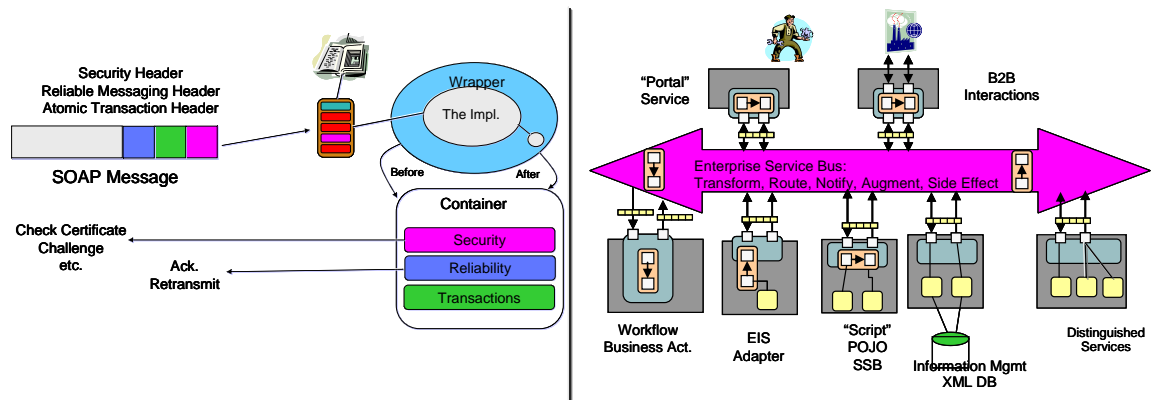 Security Header
Reliable Messaging Header
Atomic Transaction Header
SOAP Message
Wrapper
The Impl.
Before
After
Container
Security
Reliability
Transactions
Check Certificate
Challenge
etc.
Ack.
Retransmit
“Portal”
Service
B2B
Interactions
Enterprise Service Bus:
Transform, Route, Notify, Augment, Side Effect
Workflow
Business Act.
EIS
Adapter
“Script”
POJO
SSB
Information Mgmt
XML DB
Distinguished
Services